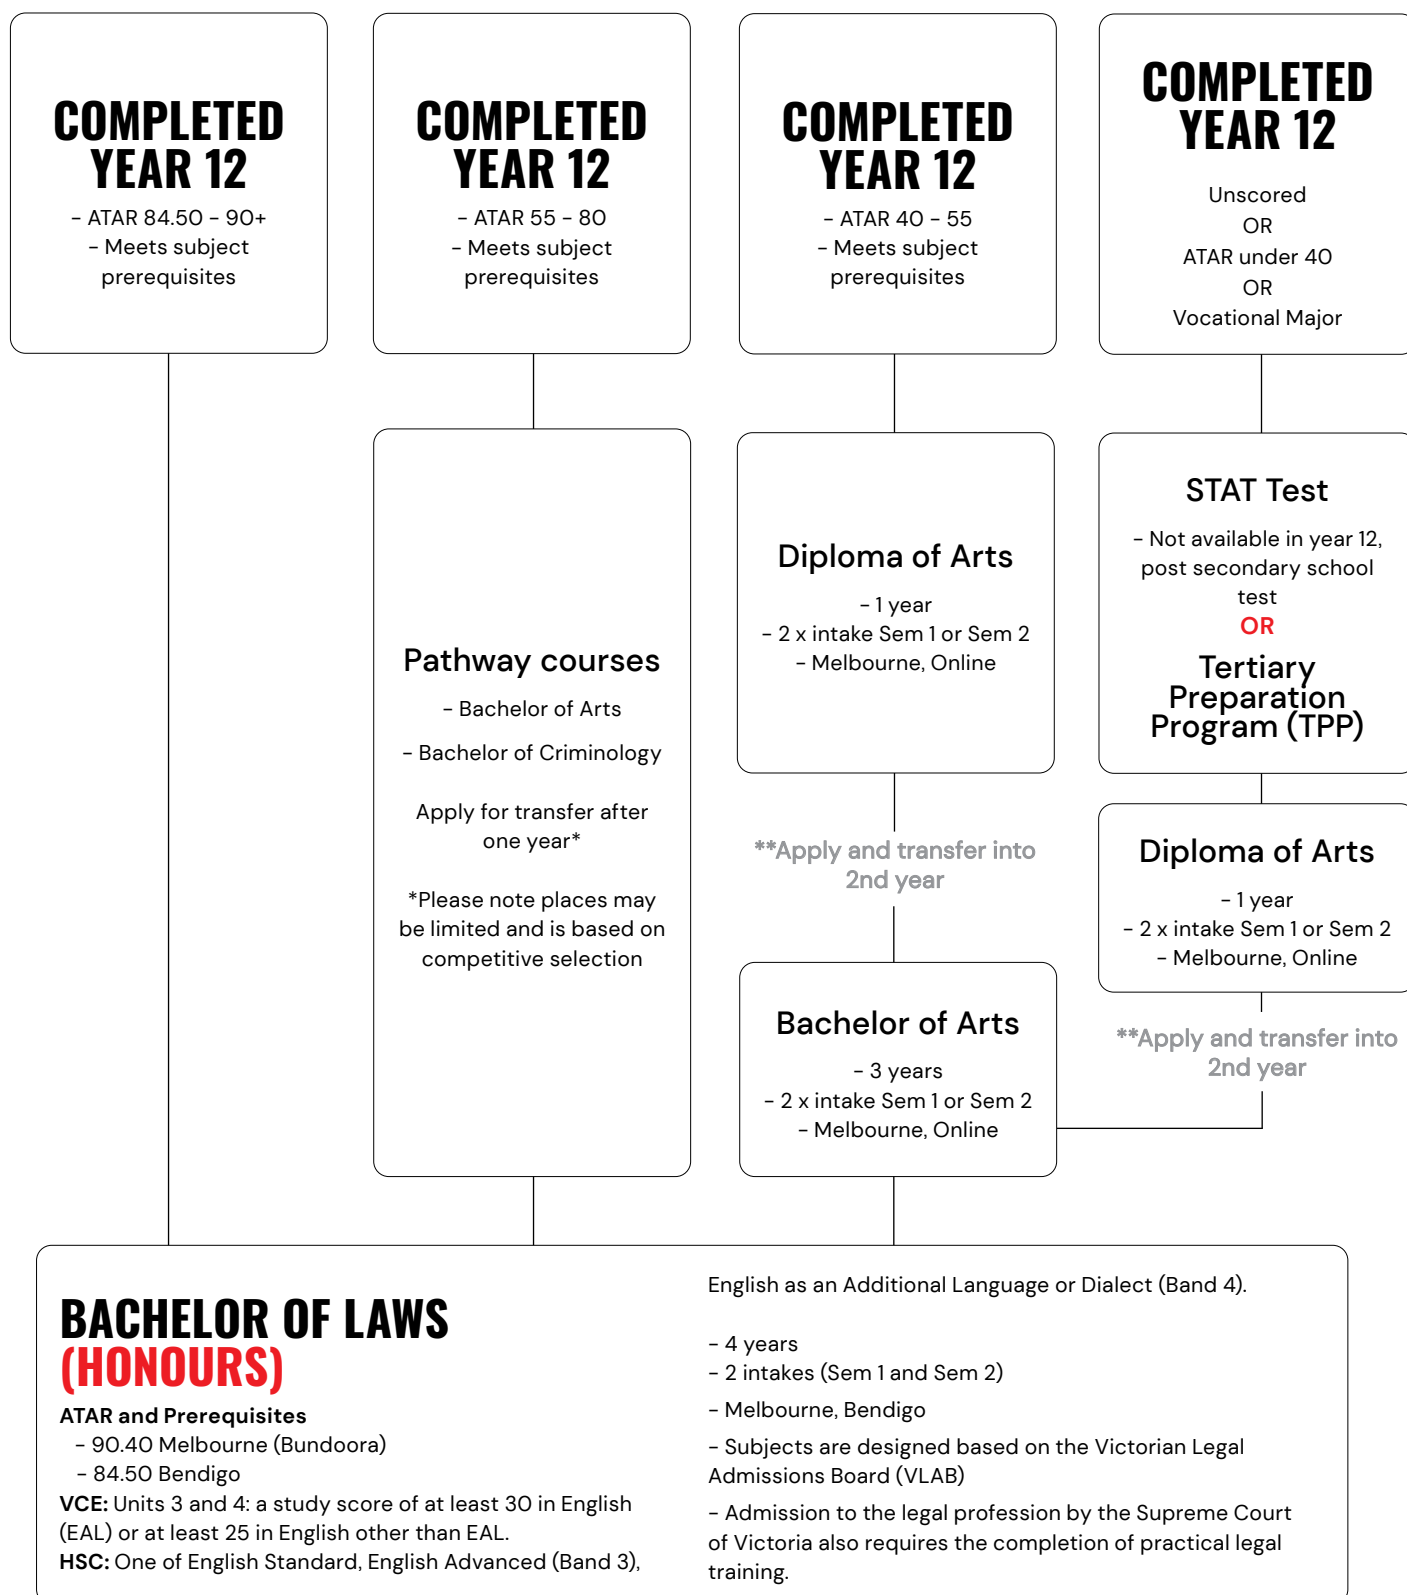 COMPLETED
YEAR 12
- ATAR 84.50 - 90+
- Meets subject
prerequisites
COMPLETED
YEAR 12
- ATAR 55 - 80
- Meets subject
prerequisites
COMPLETED
YEAR 12
- ATAR 40 - 55
- Meets subject
prerequisites
COMPLETED
YEAR 12
Unscored
OR
ATAR under 40
OR
Vocational Major
Pathway courses
- Bachelor of Arts
- Bachelor of Criminology
Apply for transfer after
one year*
*Please note places may
be limited and is based on
competitive selection
Diploma of Arts
- 1 year
- 2 x intake Sem 1 or Sem 2
- Melbourne, Online
**Apply and transfer into
2nd year
Bachelor of Arts
- 3 years
- 2 x intake Sem 1 or Sem 2
- Melbourne, Online
STAT Test
- Not available in year 12,
post secondary school
test
OR
Tertiary
Preparation
Program (TPP)
Diploma of Arts
- 1 year
- 2 x intake Sem 1 or Sem 2
- Melbourne, Online
**Apply and transfer into
2nd year
BACHELOR OF LAWS
(HONOURS)
ATAR and Prerequisites
- 90.40 Melbourne (Bundoora)
- 84.50 Bendigo
VCE: Units 3 and 4: a study score of at least 30 in English
(EAL) or at least 25 in English other than EAL.
HSC: One of English Standard, English Advanced (Band 3),
English as an Additional Language or Dialect (Band 4).
- 4 years
- 2 intakes (Sem 1 and Sem 2)
- Melbourne, Bendigo
- Subjects are designed based on the Victorian Legal
Admissions Board (VLAB)
- Admission to the legal profession by the Supreme Court
of Victoria also requires the completion of practical legal
training.